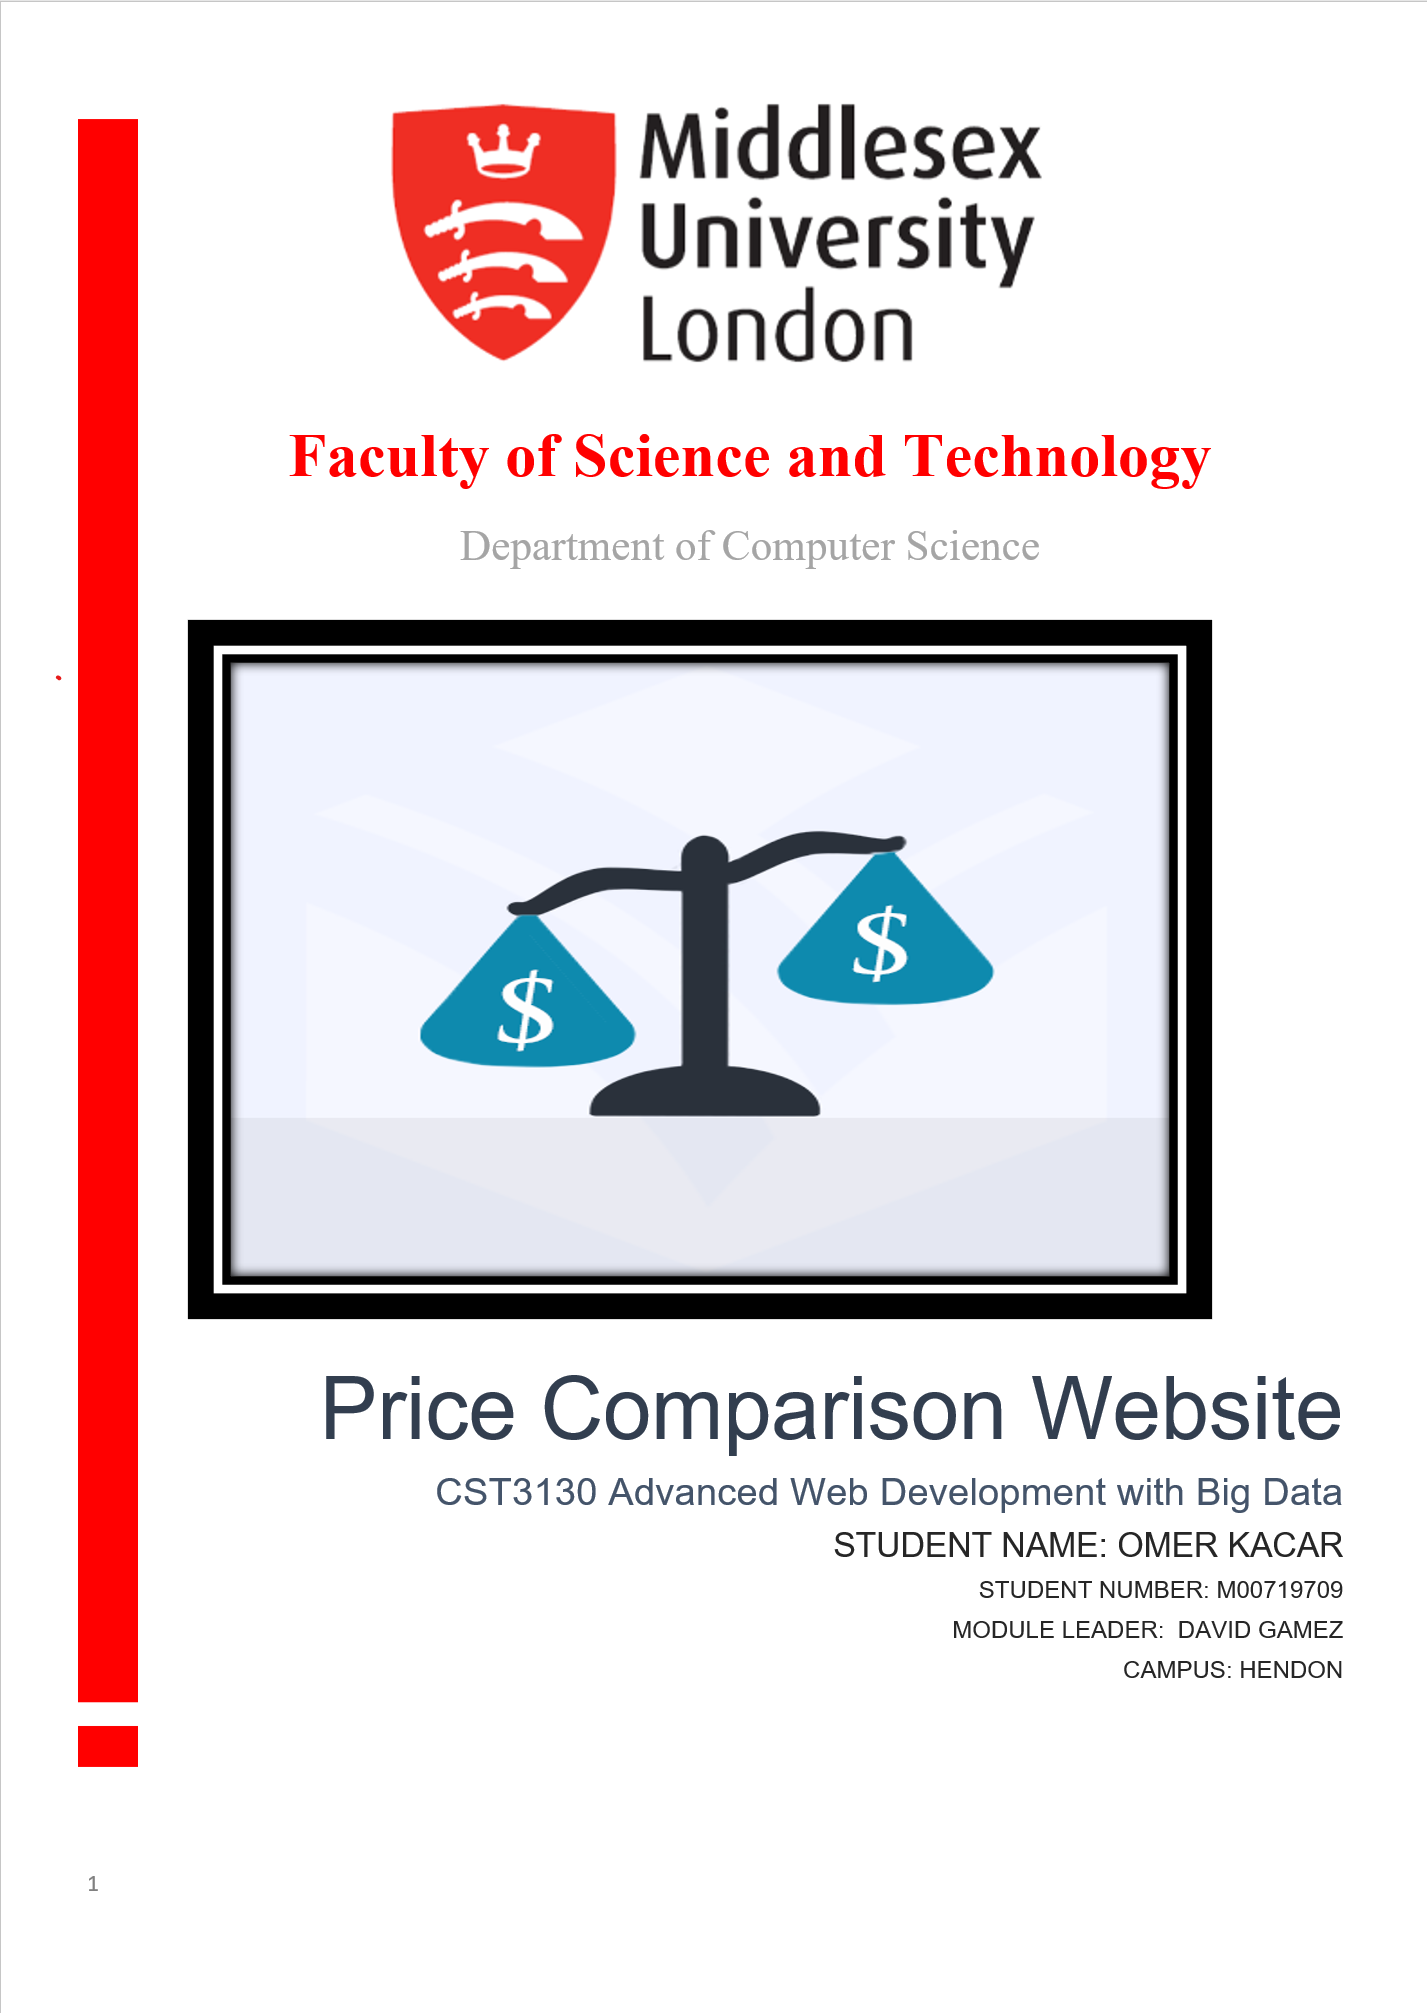 Middlesex
University
London
Faculty of Science and Technology
Department of Computer Science
$
$
Price Comparison Website
CST3130 Advanced Web Development with Big Data
STUDENT NAME: OMER KACAR
STUDENT NUMBER: M00719709
MODULE LEADER:  DAVID GAMEZ
CAMPUS: HENDON
1